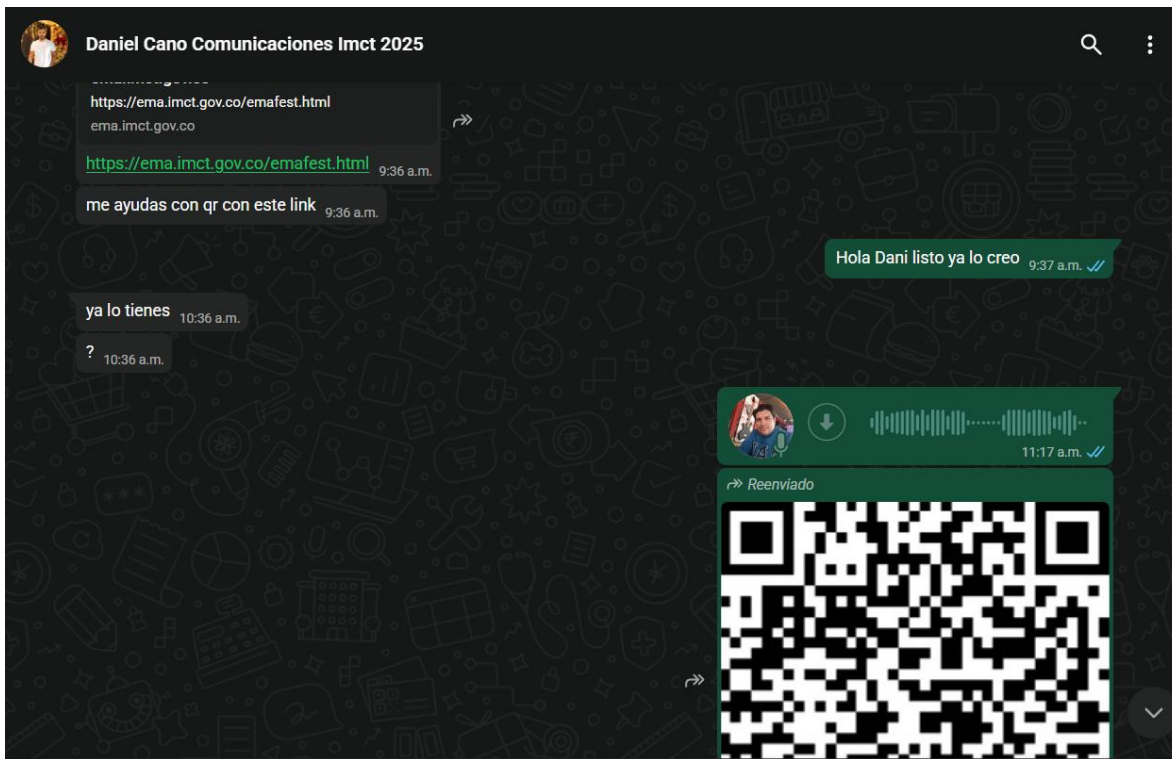 Daniel Cano Comunicaciones Imct 2025
https://ema.imct.gov.co/emafest.html
ema.imct.gov.co
https://ema.imct.gov.co/emafest.html 9:36 a.m.
me ayudas con qr con este link 9:36 a.m.
Hola Dani listo ya lo creo 9:37 a.m.
ya lo tienes 10:36 a.m.
? 10:36 a.m.
11:17 a.m.
Reenviado